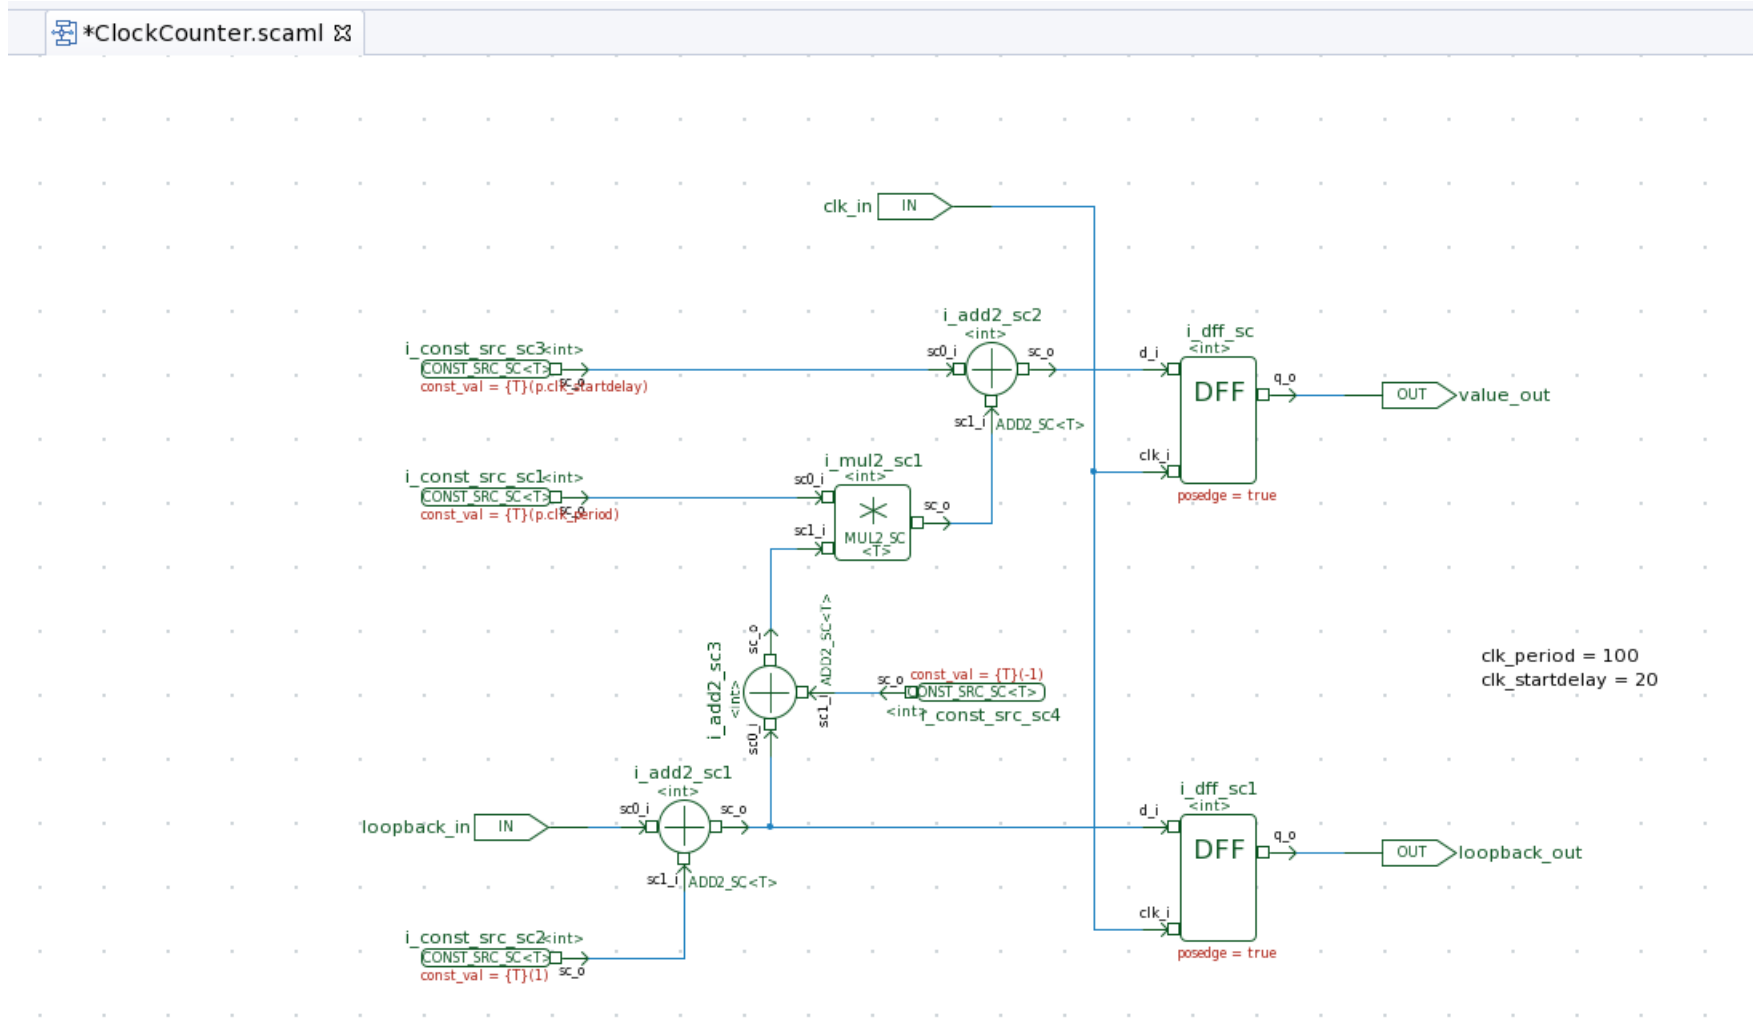 *ClockCounter.scaml
clk_in
IN
i_add2_sc2
<int>
sc0_i
sc_o
sc1_i
ADD2_SC<T>
i_const_src_sc3
<int>
CONST_SRC_SC<T>
sc_o
const_val = {T}(p.clk_startdelay)
i_dff_sc
<int>
d_i
DFF
q_o
clk_i
posedge = true
OUT
value_out
i_const_src_sc1
<int>
CONST_SRC_SC<T>
sc_o
const_val = {T}(p.clk_period)
i_mul2_sc1
<int>
sc0_i
sc1_i
sc_o
MUL2_SC
<T>
i_add2_sc3
<int>
sc_o
ADD2_SC<T>
sc1_i
sc0_i
const_val = {T}(-1)
sc_o
CONST_SRC_SC<T>
<int>
i_const_src_sc4
clk_period = 100
clk_startdelay = 20
i_add2_sc1
<int>
loopback_in
IN
sc0_i
sc_o
sc1_i
ADD2_SC<T>
i_dff_sc1
<int>
d_i
DFF
q_o
clk_i
posedge = true
OUT
loopback_out
i_const_src_sc2
<int>
CONST_SRC_SC<T>
sc_o
const_val = {T}(1)